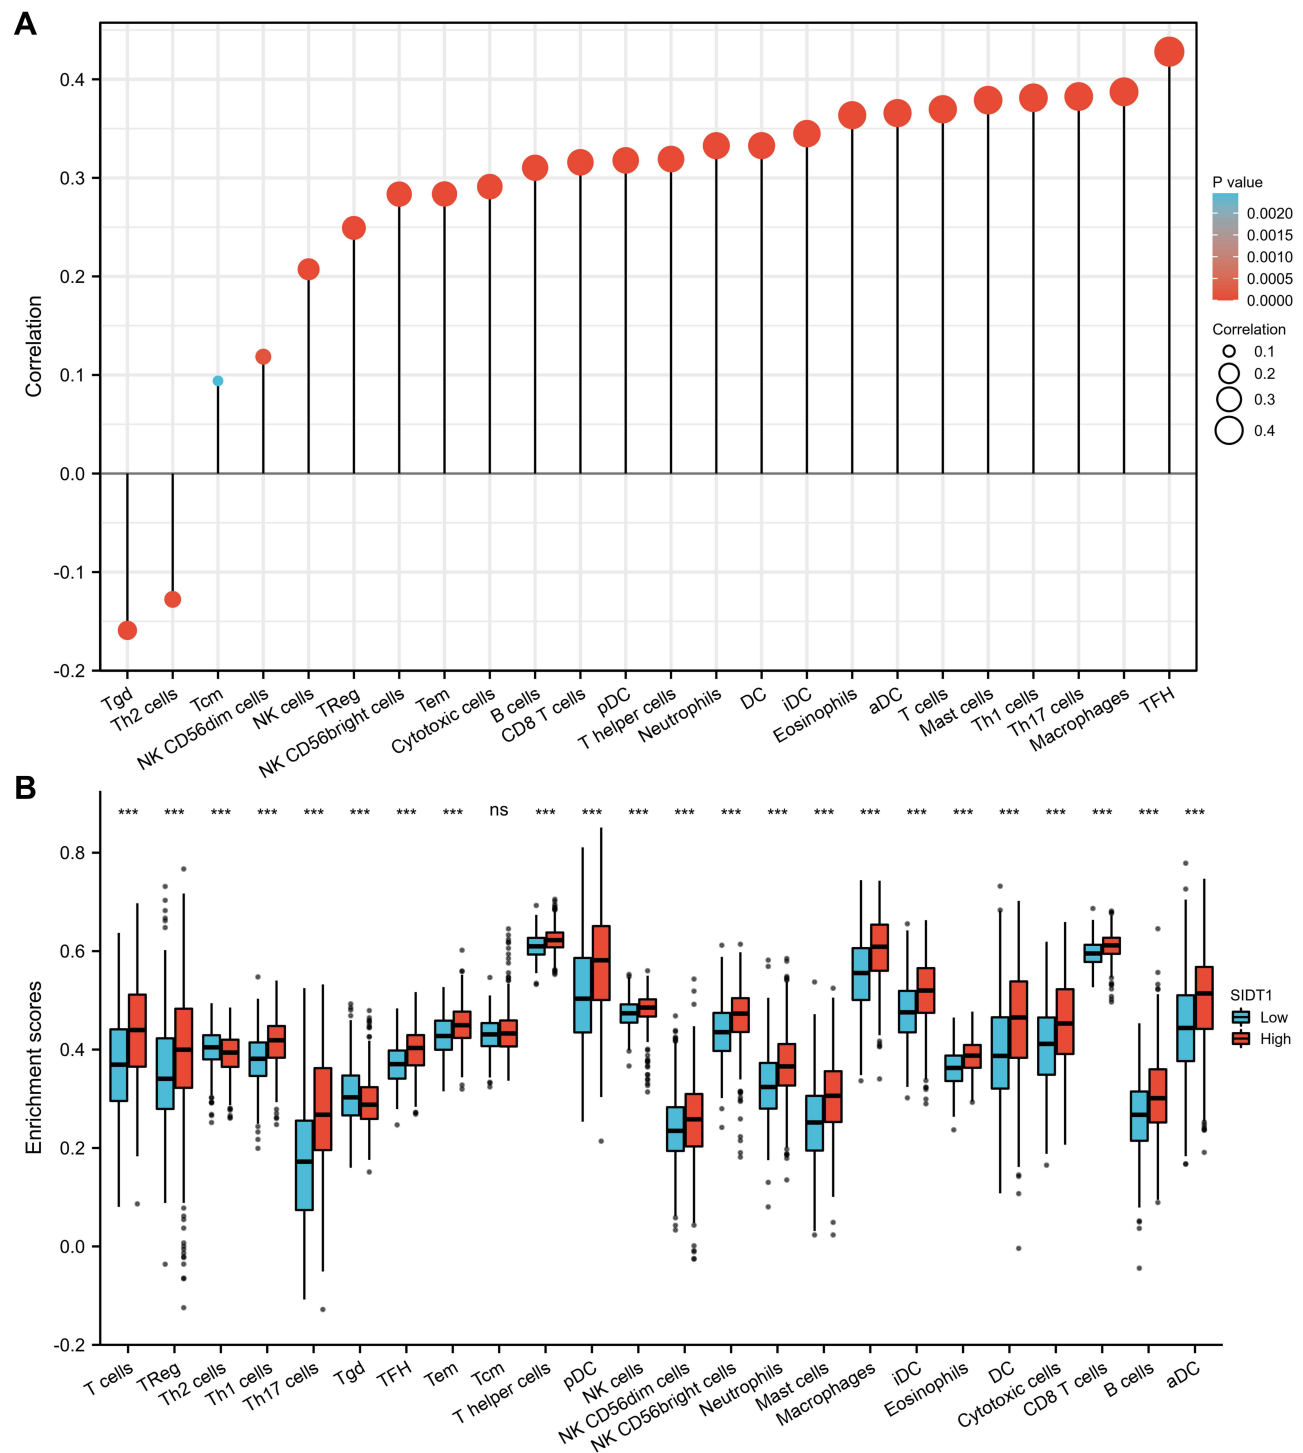 A
Correlation
0.4
0.3
0.2
0.1
0.0
-0.1
-0.2
Tgd
Th2 cells
Tcm
NK CD56dim cells
NK cells
TReg
NK CD56bright cells
Tem
Cytotoxic cells
B cells
CD8 T cells
pDC
T helper cells
Neutrophils
DC
iDC
Eosinophils
aDC
T cells
Mast cells
Th1 cells
Th17 cells
Macrophages
TFH
P value
0.0020
0.0015
0.0010
0.0005
0.0000
Correlation
0.1
0.2
0.3
0.4
B
*** *** *** *** *** *** *** *** ns *** *** *** *** *** *** *** *** *** *** *** *** *** *** ***
Enrichment scores
0.8
0.6
0.4
0.2
0.0
-0.2
T cells
TReg
Th2 cells
Th1 cells
Th17 cells
Tgd
TFH
Tem
Tcm
T helper cells
pDC
NK cells
NK CD56dim cells
NK CD56bright cells
Neutrophils
Mast cells
Macrophages
iDC
Eosinophils
DC
Cytotoxic cells
CD8 T cells
B cells
aDC
SIDT1
Low
High